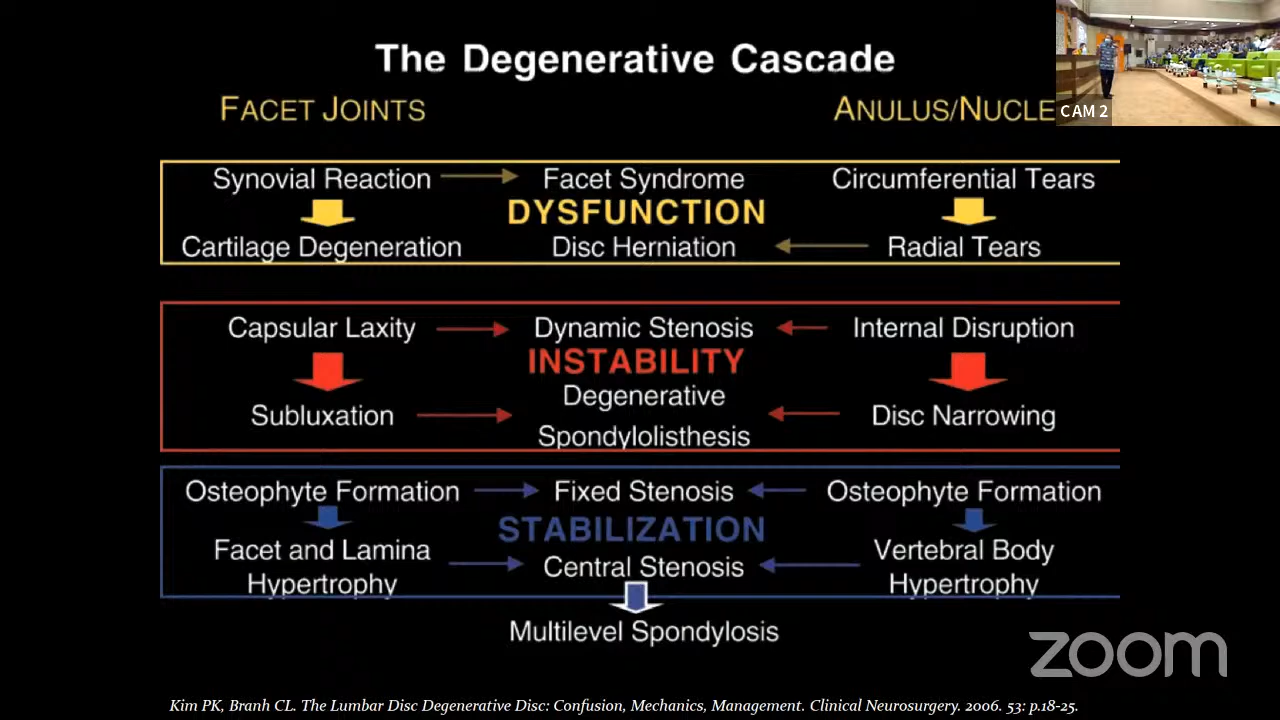 The Degenerative Cascade
FACET JOINTS ANULUS/NUCLE
CAM 2
Synovial Reaction Facet Syndrome Circumferential Tears
DYSFUNCTION
Cartilage Degeneration Disc Herniation Radial Tears
Capsular Laxity Dynamic Stenosis Internal Disruption
INSTABILITY
Degenerative
Subluxation Disc Narrowing
Spondylolisthesis
Osteophyte Formation Fixed Stenosis Osteophyte Formation
STABILIZATION
Facet and Lamina Vertebral Body
Central Stenosis
Hypertrophy Hypertrophy
Multilevel Spondylosis
zoom
Kim PK, Branh CL. The Lumbar Disc Degenerative Disc: Confusion, Mechanics, Management. Clinical Neurosurgery. 2006. 53: p.18-25.